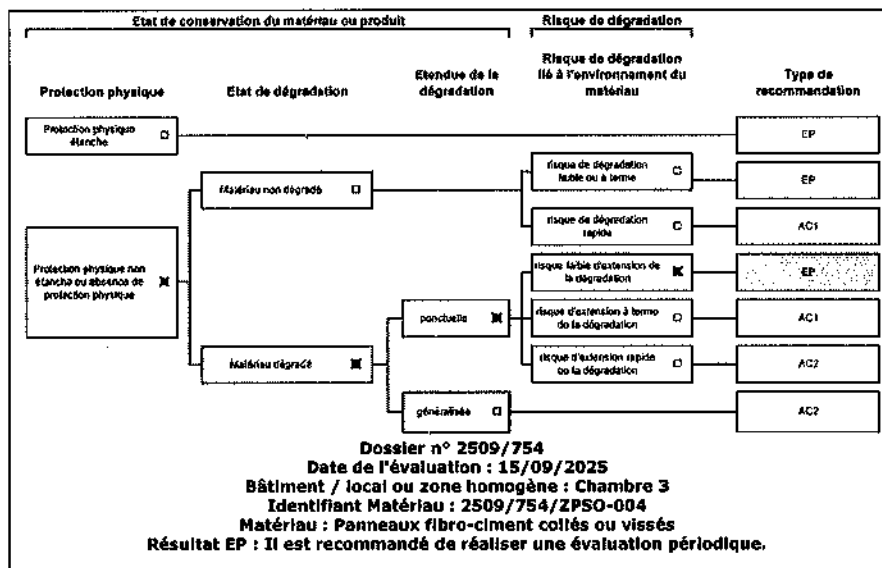 Etat de conservation du matériau ou produit
Risque de dégradation
Protection physique
Etat de dégradation
Etendue de la
dégradation
Risque de dégradation
lié à l'environnement du
matériau
Type de
recommandation
Protection physique
étanche
EP
Matériau non dégradé
risque de dégradation
faible ou à terme
EP
risque de dégradation
rapide
AC1
Protection physique non
étanche ou absence de
protection physique
risque faible d'extension de
la dégradation
EP
ponctuelle
risque d'extension à terme
de la dégradation
AC1
Matériau dégradé
risque d'extension rapide
de la dégradation
AC2
généralisée
AC2
Dossier n° 2509/754
Date de l'évaluation : 15/09/2025
Bâtiment / local ou zone homogène : Chambre 3
Identifiant Matériau : 2509/754/ZPSO-004
Matériau : Panneaux fibro-ciment collés ou vissés
Résultat EP : Il est recommandé de réaliser une évaluation périodique.